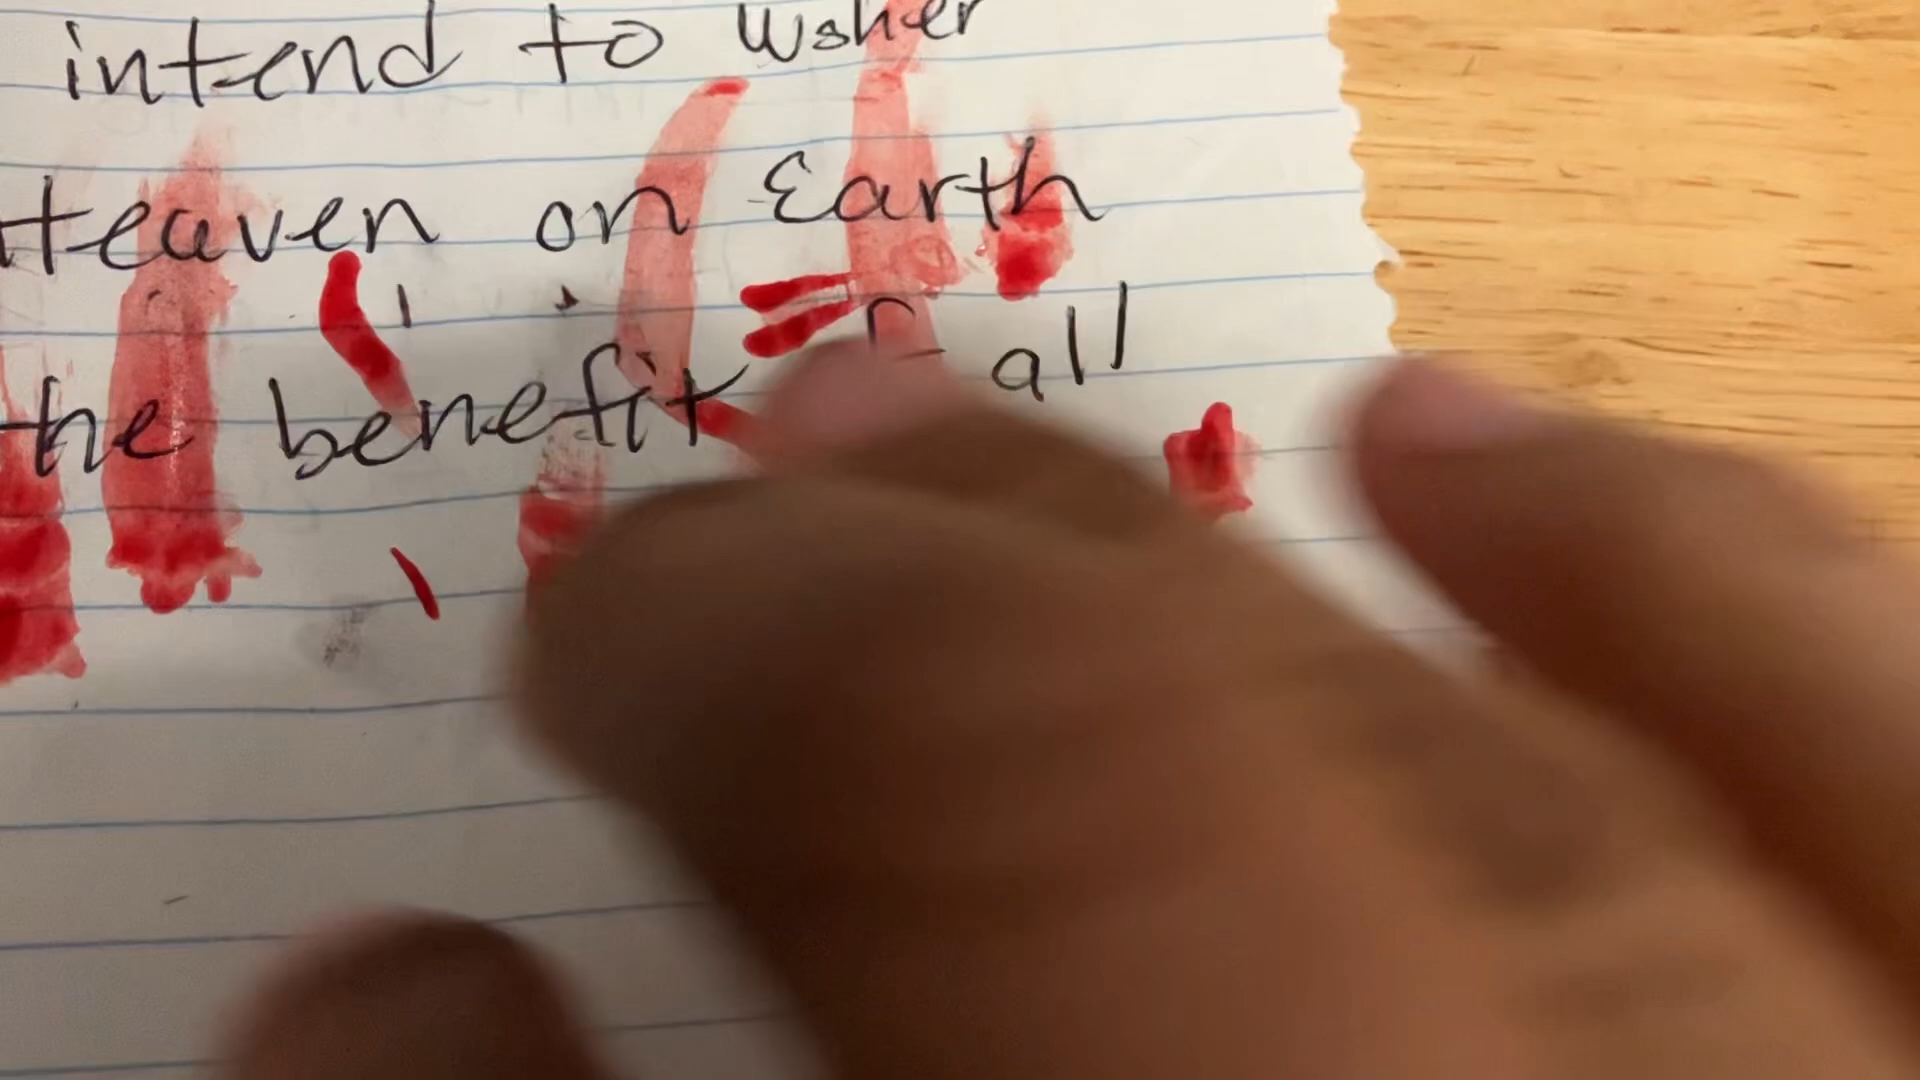 intend to Usher
Heaven on Earth
the benefit all